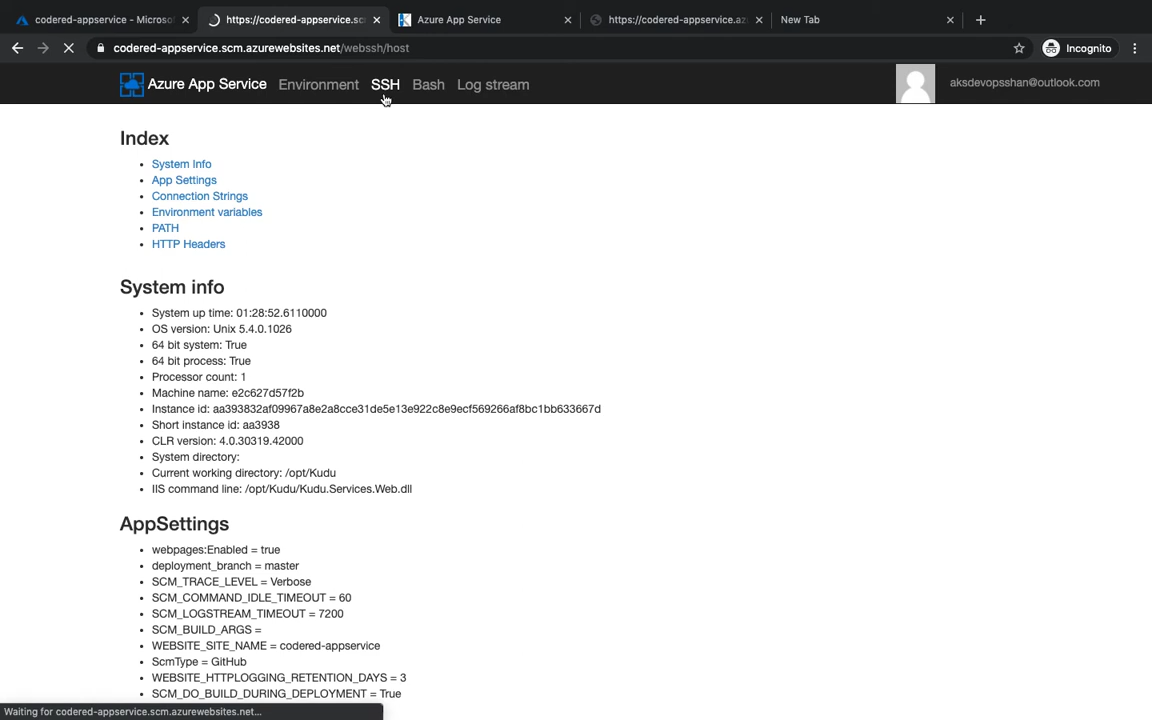 codered-appservice - Microso
https://codered-appservice.sc
Azure App Service
https://codered-appservice.az
New Tab
codered-appservice.scm.azurewebsites.net/webssh/host
Incognito
Azure App Service
Environment
SSH
Bash
Log stream
aksdevopsshan@outlook.com
Index
System Info
App Settings
Connection Strings
Environment variables
PATH
HTTP Headers
System info
System up time: 01:28:52.6110000
OS version: Unix 5.4.0.1026
64 bit system: True
64 bit process: True
Processor count: 1
Machine name: e2c627d57f2b
Instance id: aa393832af09967a8e2a8cce31de5e13e922c8e9ecf569266af8bc1bb633667d
Short instance id: aa3938
CLR version: 4.0.30319.42000
System directory:
Current working directory: /opt/Kudu
IIS command line: /opt/Kudu/Kudu.Services.Web.dll
AppSettings
webpages:Enabled = true
deployment_branch = master
SCM_TRACE_LEVEL = Verbose
SCM_COMMAND_IDLE_TIMEOUT = 60
SCM_LOGSTREAM_TIMEOUT = 7200
SCM_BUILD_ARGS =
WEBSITE_SITE_NAME = codered-appservice
ScmType = GitHub
WEBSITE_HTTPLOGGING_RETENTION_DAYS = 3
SCM_DO_BUILD_DURING_DEPLOYMENT = True
Waiting for codered-appservice.scm.azurewebsites.net...